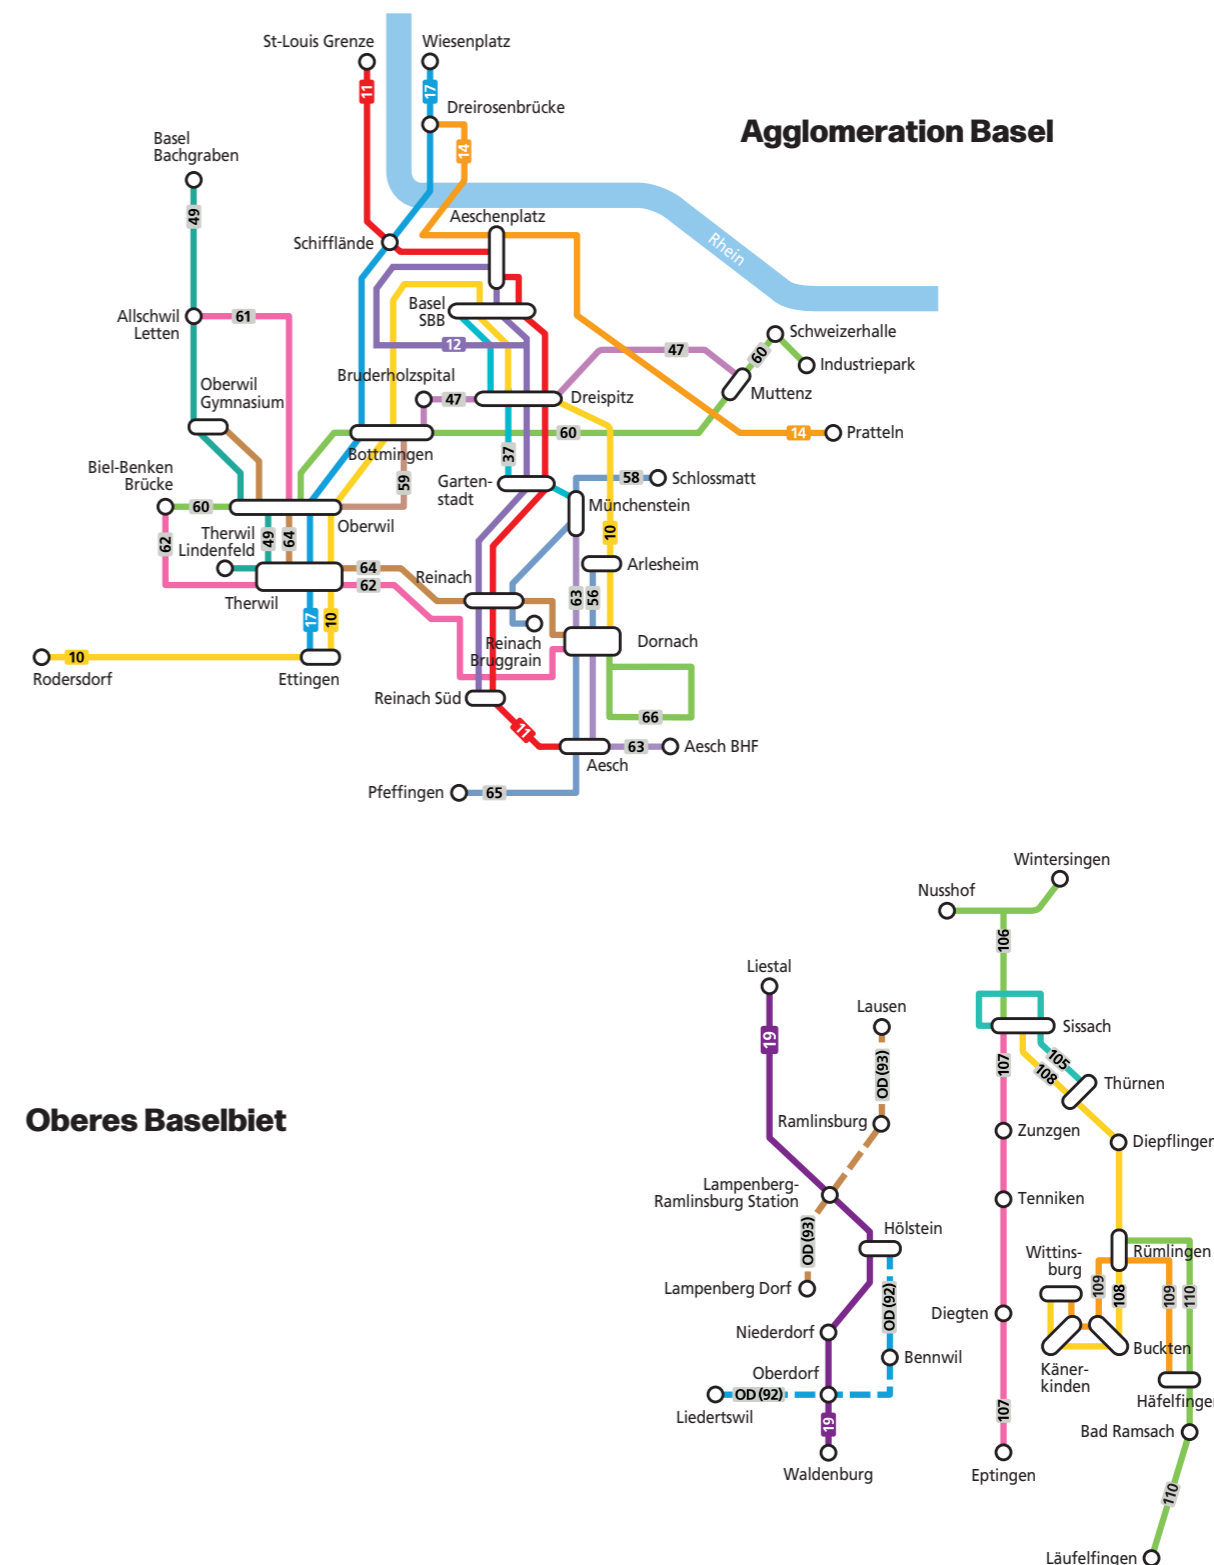 St-Louis Grenze
Wiesenplatz
11
17
Dreirosenbrücke
14
Agglomeration Basel
Basel
Bachgraben
49
Aeschenplatz
Schifflände
Rhein
Basel
SBB
Allschwil
Letten
61
12
47
60
Schweizerhalle
Industriepark
Bruderholzspital
47
Dreispitz
Muttenz
Oberwil
Gymnasium
Bottmingen
60
14
Pratteln
37
59
Biel-Benken
Brücke
Garten-
stadt
58
Schlossmatt
Münchenstein
60
Oberwil
62
Therwil
Lindenfeld
49
64
10
Arlesheim
64
62
Reinach
Therwil
63
56
17
10
Reinach
Bruggrain
Dornach
10
Rodersdorf
Ettingen
Reinach Süd
66
11
63
Aesch BHF
Aesch
Pfeffingen
65
Wintersingen
Nusshof
106
Liestal
Lausen
19
Sissach
OD (93)
107
105
108
Thürnen
Oberes Baselbiet
Ramlinsburg
Zunzgen
Diepflingen
Lampenberg-
Ramlinsburg Station
Tenniken
OD (93)
Hölstein
Wittins-
burg
Rümlingen
Lampenberg Dorf
OD (92)
109
108
109
110
Niederdorf
Diegten
Bennwil
Buckten
Oberdorf
Käner-
kinden
OD (92)
Liedertswil
19
107
Häfelfinge
Bad Ramsach
Waldenburg
Eptingen
110
Läufelfingen